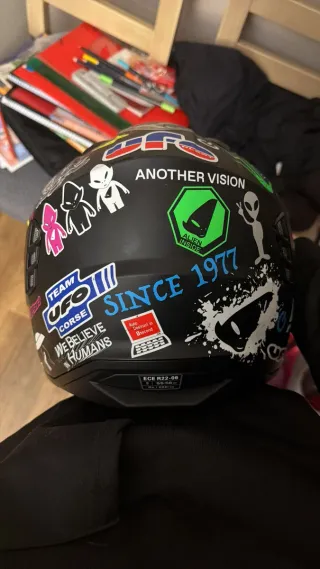 UFO
ANOTHER VISION
ALIEN
INSIDE
SINCE 1977
TEAM
UFO
CORSE
WE BELIEVE
IN
HUMANS
ECE R22-06